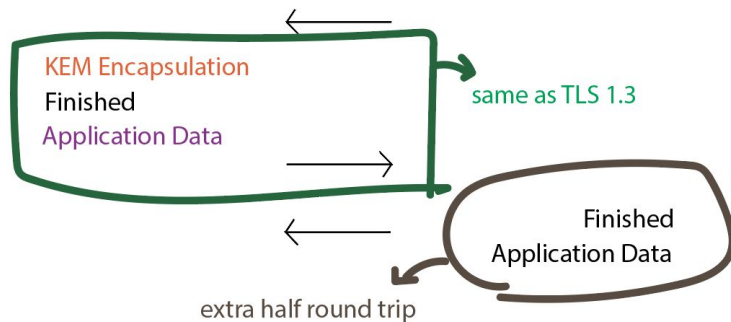 KEM Encapsulation
Finished
Application Data
same as TLS 1.3
Finished
Application Data
extra half round trip